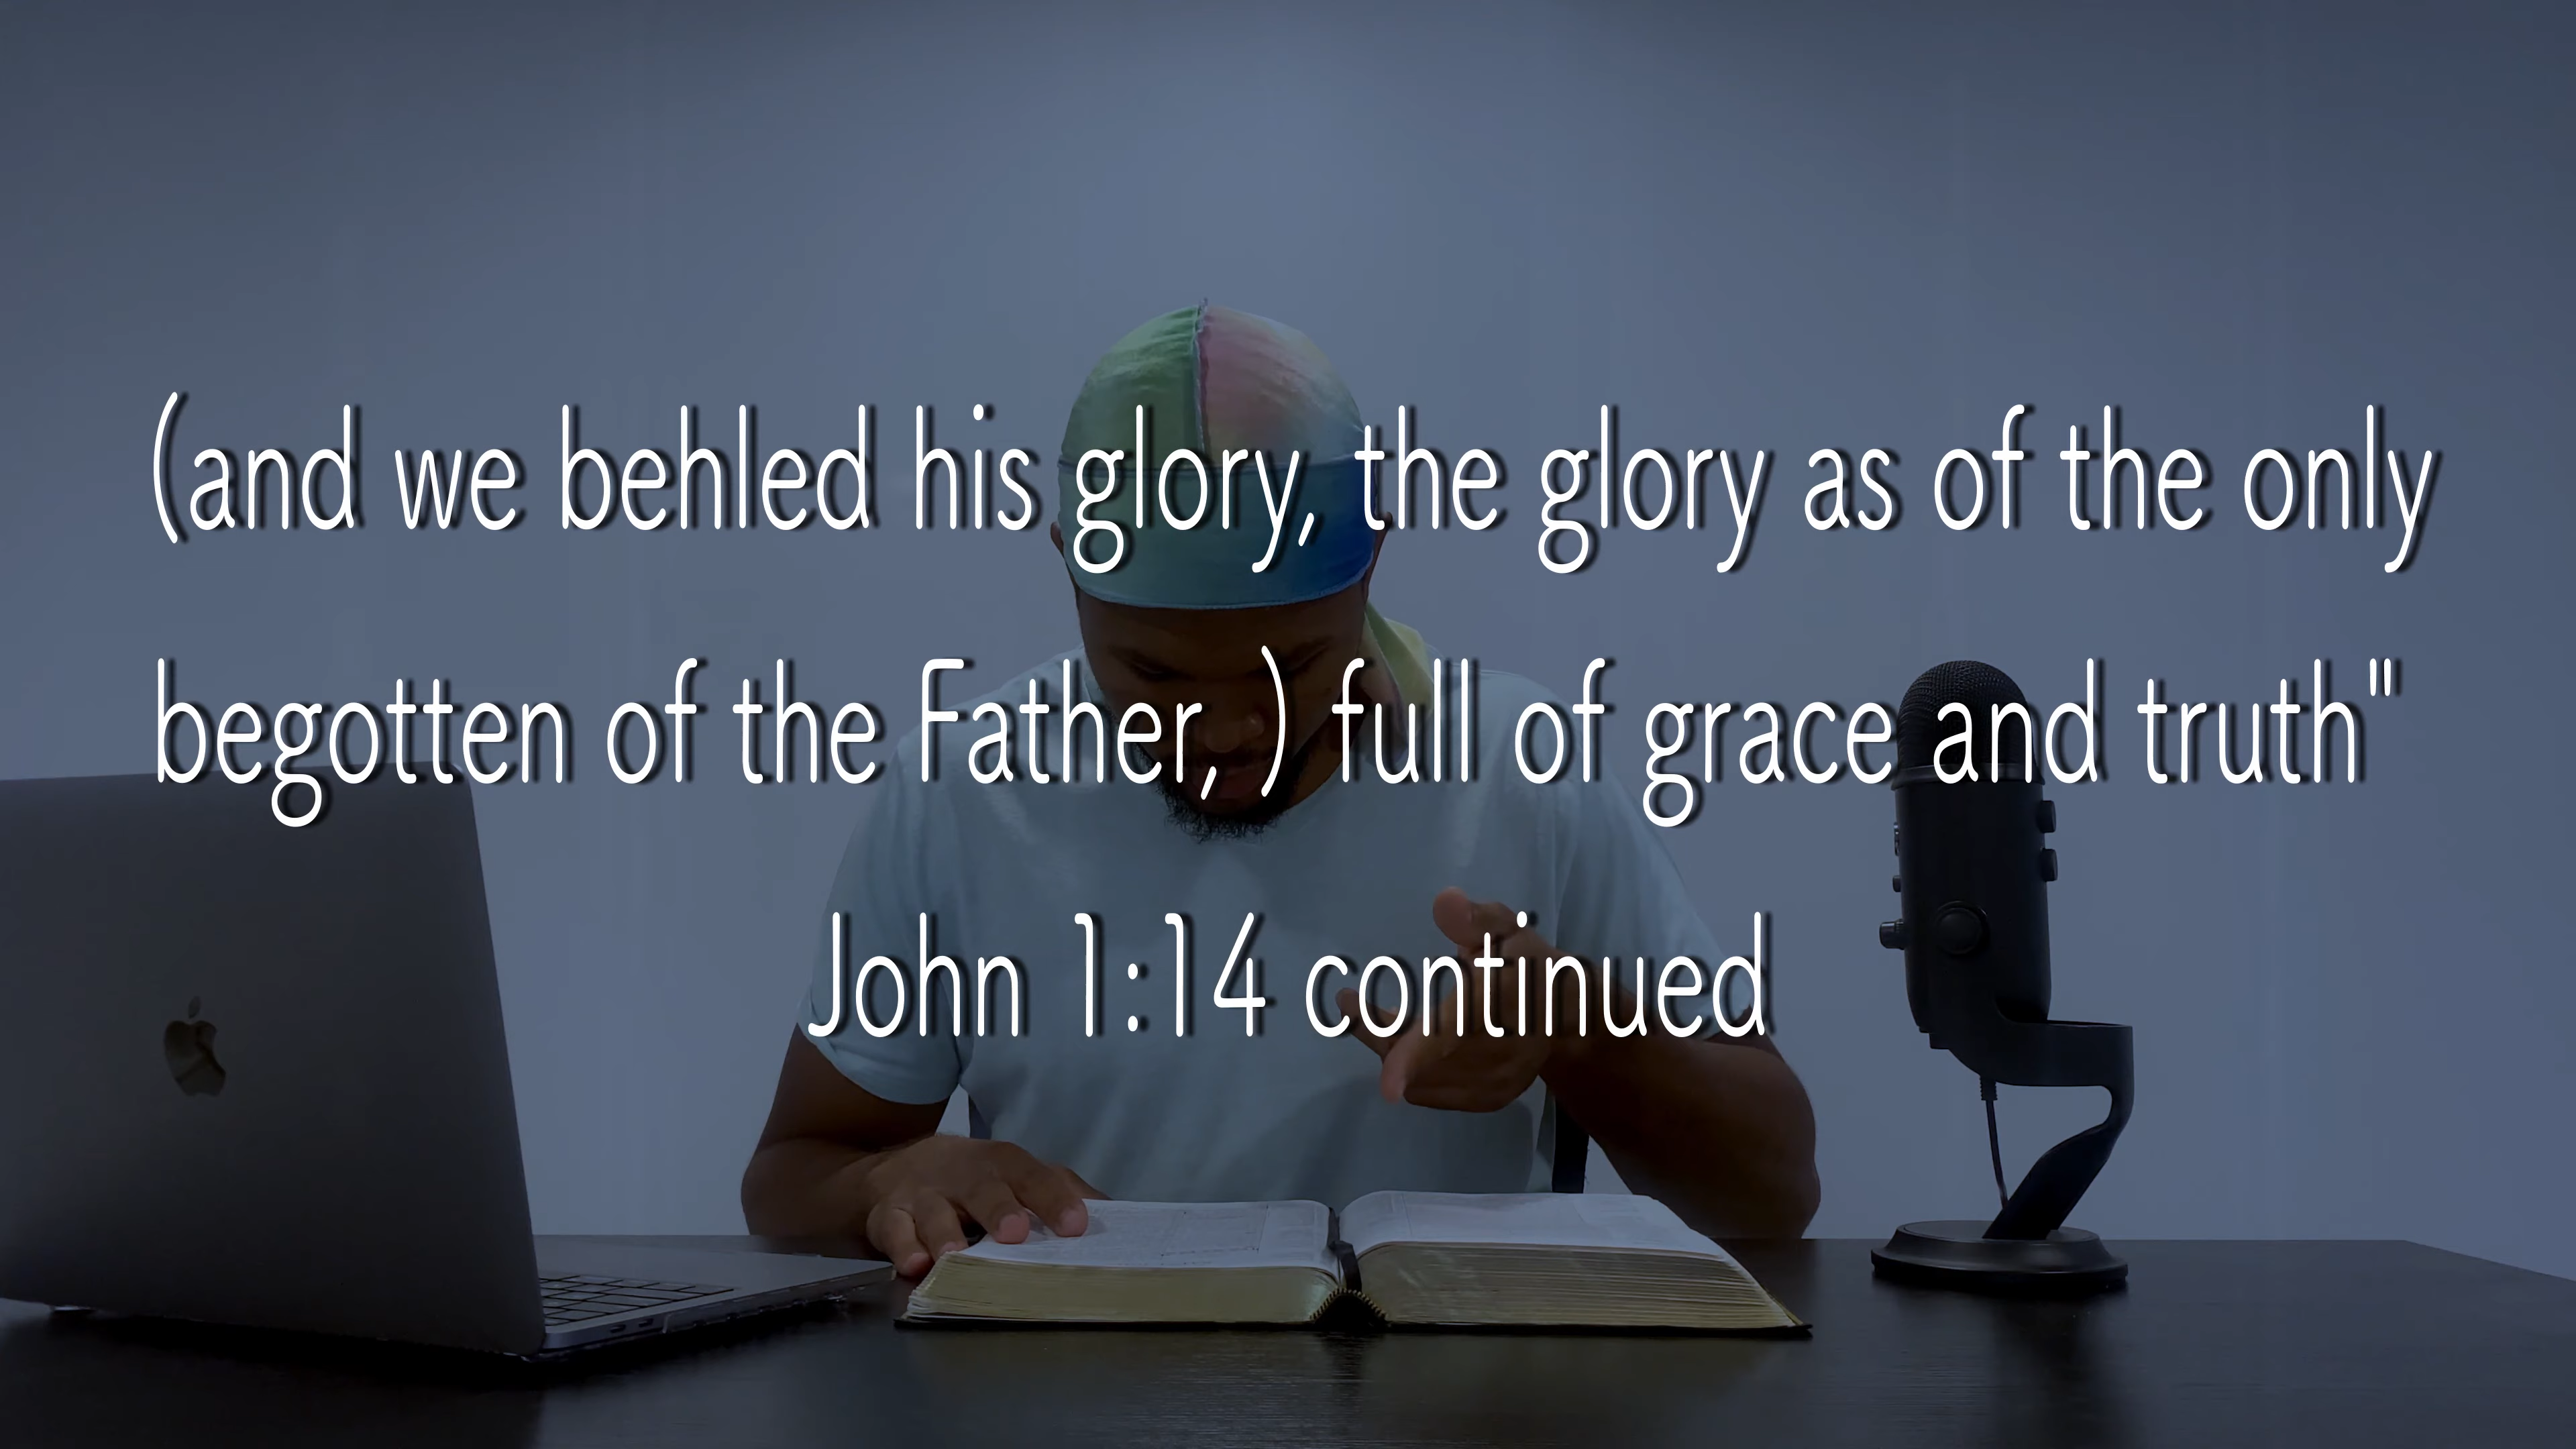 (and we behled his glory, the glory as of the only
begotten of the Father, ) full of grace and truth"
John 1:14 continued